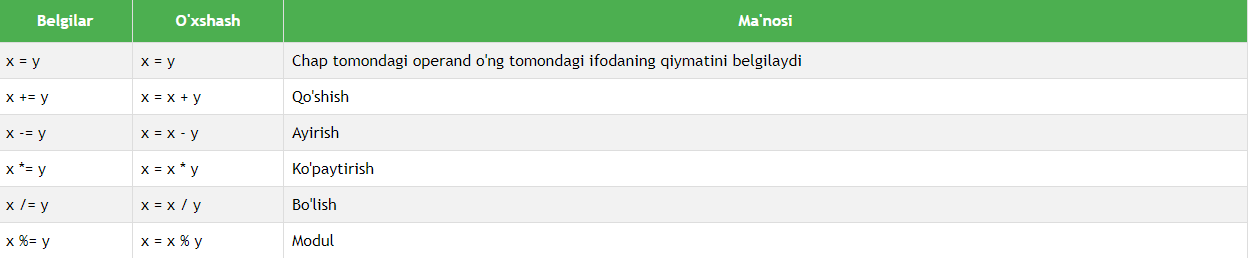 Belgilar O'xshash Ma'nosi
x = y x = y Chap tomondagi operand o'ng tomondagi ifodaning qiymatini belgilaydi
x += y x = x + y Qo'shish
x -= y x = x - y Ayirish
x *= y x = x * y Ko'paytirish
x /= y x = x / y Bo'lish
x %= y x = x % y Modul